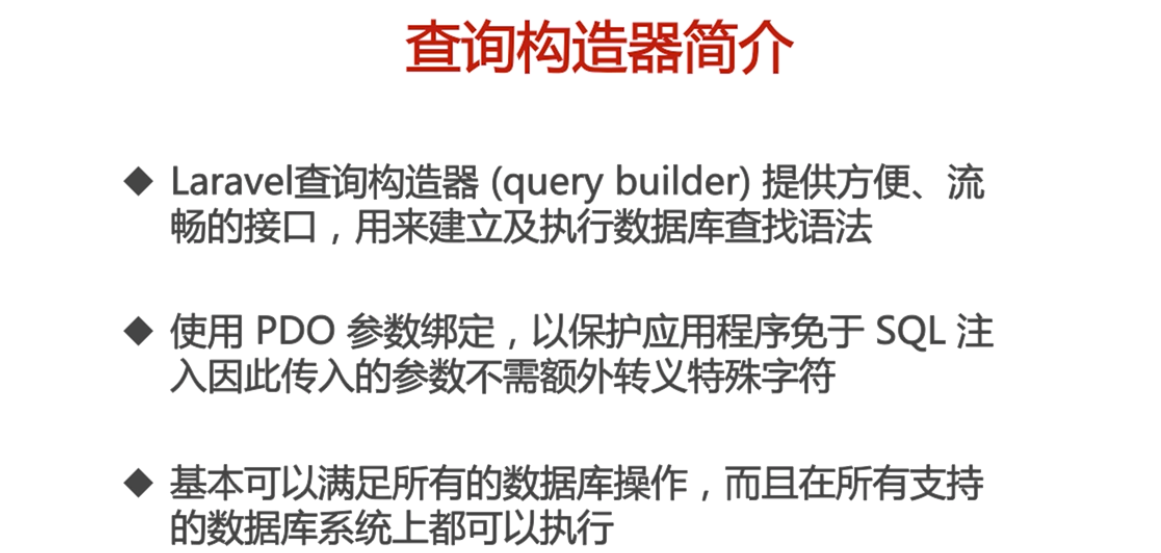 查询构造器简介
◆ Laravel查询构造器 (query builder) 提供方便、流
畅的接口，用来建立及执行数据库查找语法
◆ 使用 PDO 参数绑定，以保护应用程序免于 SQL 注
入因此传入的参数不需额外转义特殊字符
◆ 基本可以满足所有的数据库操作，而且在所有支持
的数据库系统上都可以执行